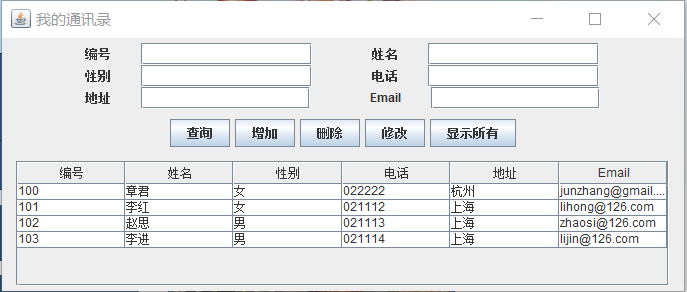 我的通讯录
编号 姓名
性别 电话
地址 Email
查询 增加 删除 修改 显示所有
编号 姓名 性别 电话 地址 Email
100 章君 女 022222 杭州 junzhang@gmail....
101 李红 女 021112 上海 lihong@126.com
102 赵思 男 021113 上海 zhaosi@126.com
103 李进 男 021114 上海 lijin@126.com